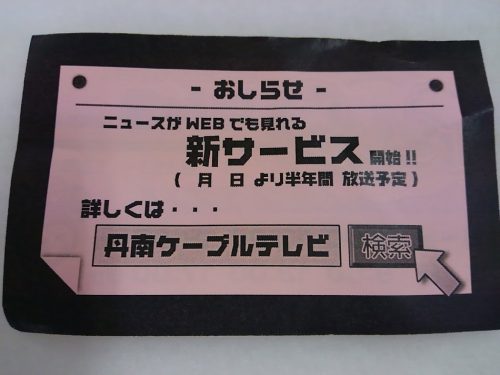 - おしらせ -
ニュースがWEBでも見れる
新サービス 開始!!
( 月 日 より半年間 放送予定 )
詳しくは・・・
丹南ケーブルテレビ 検索